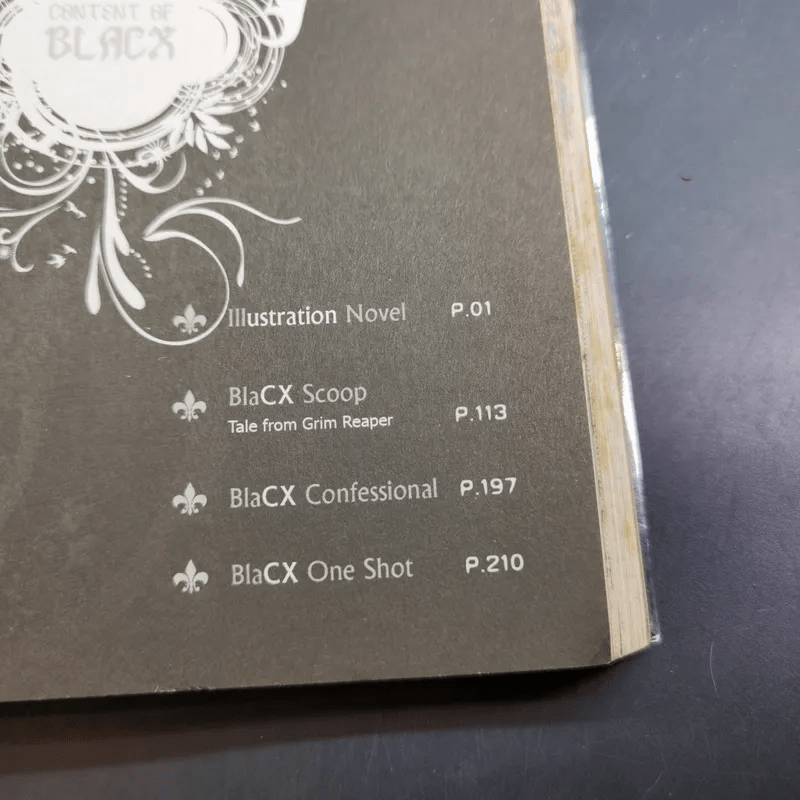 CONTENT OF
BLACX
Illustration Novel P.01
BlaCX Scoop
Tale from Grim Reaper P.113
BlaCX Confessional P.197
BlaCX One Shot P.210